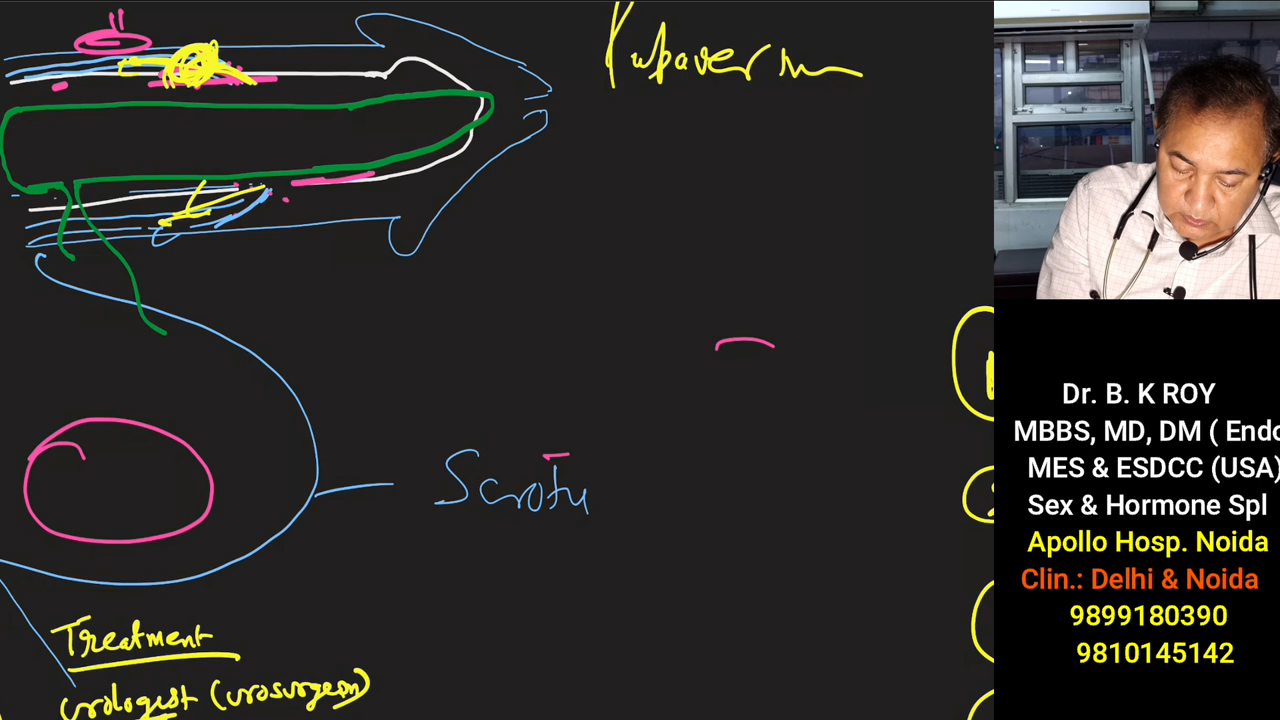 Papaverin
Scrotu
Treatment
urologist (urosurgeon)
Dr. B. K ROY
MBBS, MD, DM ( Endo
MES & ESDCC (USA)
Sex & Hormone Spl
Apollo Hosp. Noida
Clin.: Delhi & Noida
9899180390
9810145142